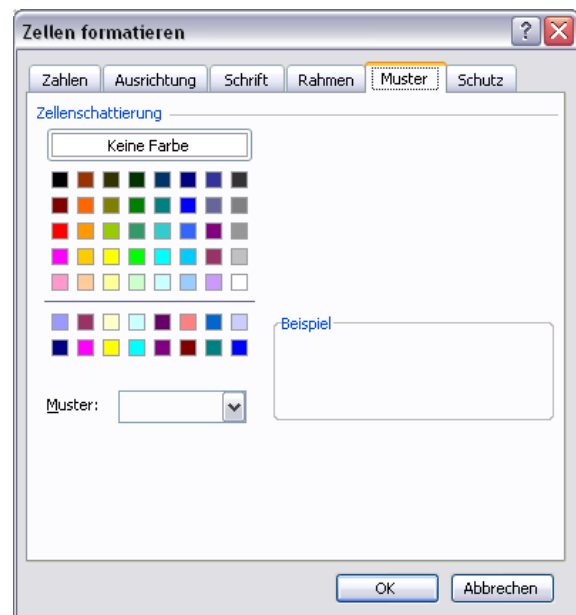 Zellen formatieren
Zahlen Ausrichtung Schrift Rahmen Muster Schutz
Zellenschattierung
Keine Farbe
Beispiel
Muster:
OK Abbrechen